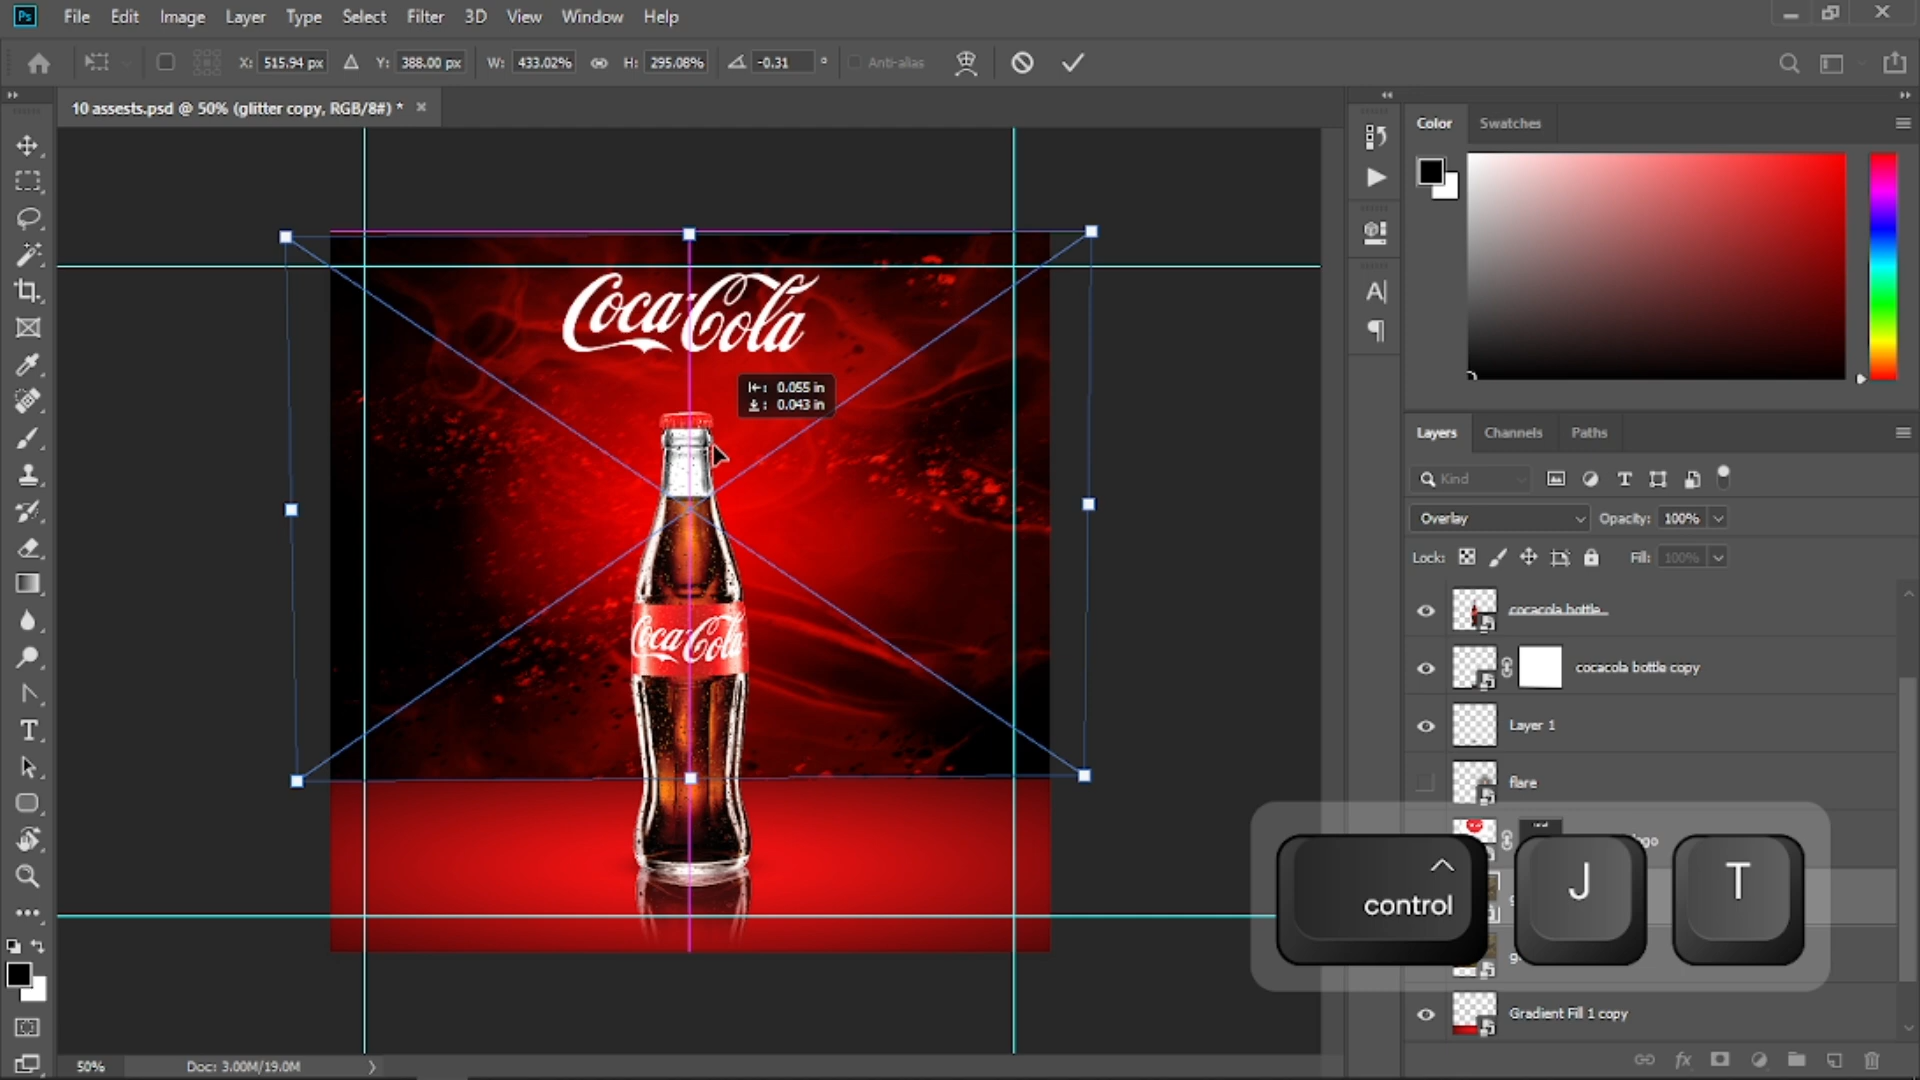 Ps File Edit Image Layer Type Select Filter 3D View Window Help
X: 515.94 px Y: 388.00 px W: 433.02% H: 295.08% -0.31 ° Anti-alias
10 assests.psd @ 50% (glitter copy, RGB/8#) * ×
Color Swatches
Coca-Cola
0.055 in
0.043 in
Coca-Cola
Layers Channels Paths
Kind
Overlay Opacity: 100%
Lock: Fill: 100%
cocacola bottle
cocacola bottle copy
Layer 1
flare
control J T
Gradient Fill 1 copy
50% Doc: 3.00M/19.0M